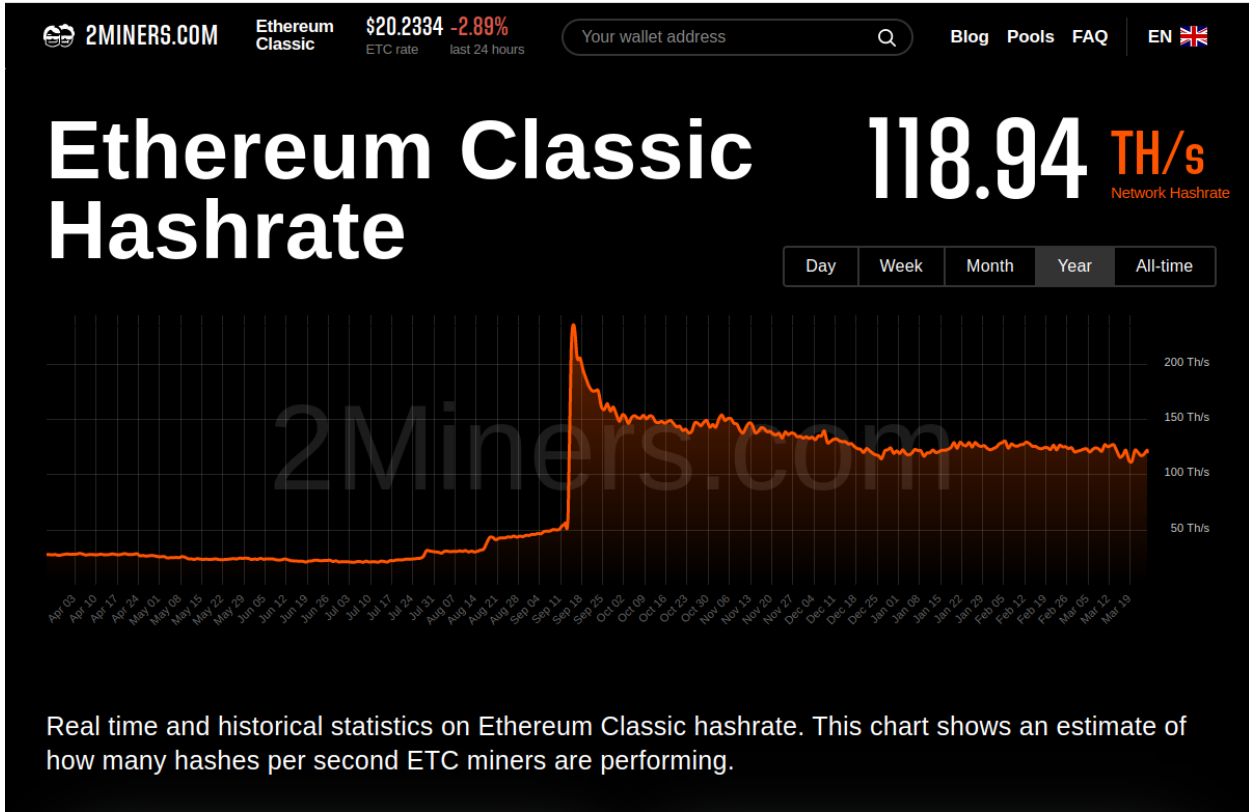 2MINERS.COM
Ethereum
Classic
$20.2334 -2.89%
ETC rate last 24 hours
Your wallet address
Blog Pools FAQ EN
Ethereum Classic
Hashrate
118.94 TH/s
Network Hashrate
Day Week Month Year All-time
2Miners.com
200 Th/s
150 Th/s
100 Th/s
50 Th/s
Apr 03 Apr 10 Apr 17 Apr 24 May 01 May 08 May 15 May 22 May 29 Jun 05 Jun 12 Jun 19 Jun 26 Jul 03 Jul 10 Jul 17 Jul 24 Jul 31 Aug 07 Aug 14 Aug 21 Aug 28 Sep 04 Sep 11 Sep 18 Sep 25 Oct 02 Oct 09 Oct 16 Oct 23 Oct 30 Nov 06 Nov 13 Nov 20 Nov 27 Dec 04 Dec 11 Dec 18 Dec 25 Jan 01 Jan 08 Jan 15 Jan 22 Jan 29 Feb 05 Feb 12 Feb 19 Feb 26 Mar 05 Mar 12 Mar 19
Real time and historical statistics on Ethereum Classic hashrate. This chart shows an estimate of
how many hashes per second ETC miners are performing.